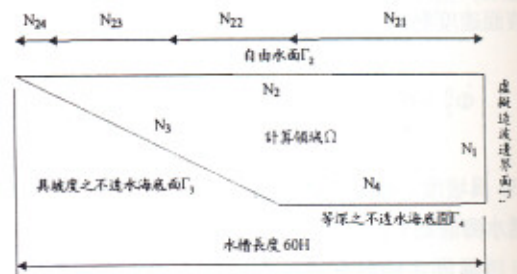 N24 N23 N22 N21
自由水面Γ2
N2
N3
計算領域Ω
N1
虛擬造波邊界面Γ1
具坡度之不透水海底面Γ3
N4
等深之不透水海底面Γ4
水槽長度 60H